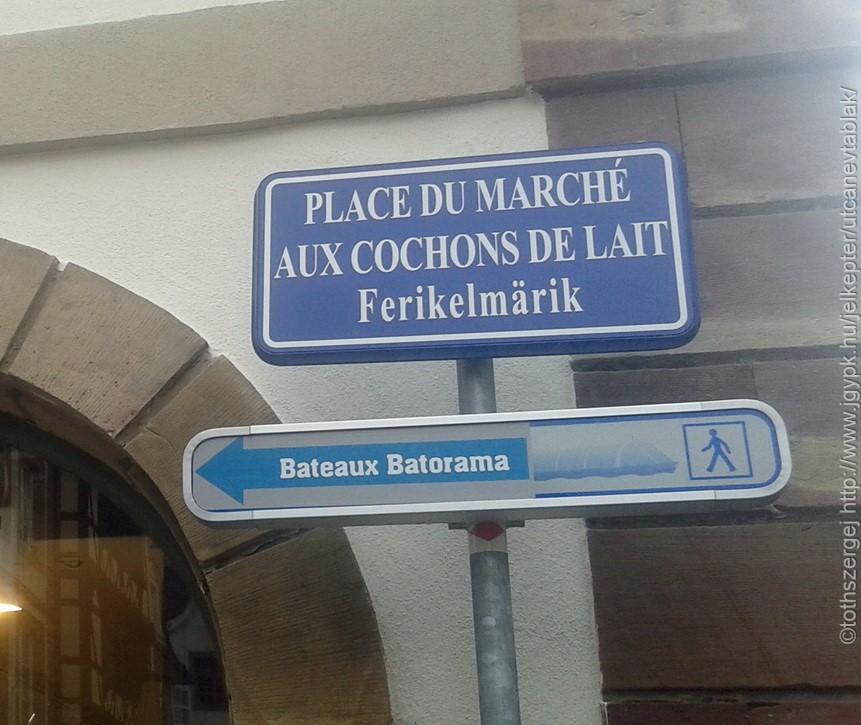 PLACE DU MARCHÉ
AUX COCHONS DE LAIT
Ferikelmärik
Bateaux Batorama
©tothszergej http://www.jgypk.hu/jelkepter/utcanevtablak/